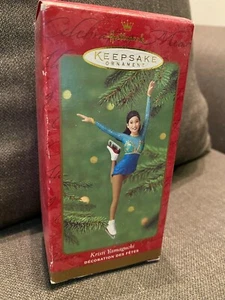 Hallmark
KEEPSAKE
ORNAMENT
Kristi Yamaguchi
DÉCORATION DES FÊTES